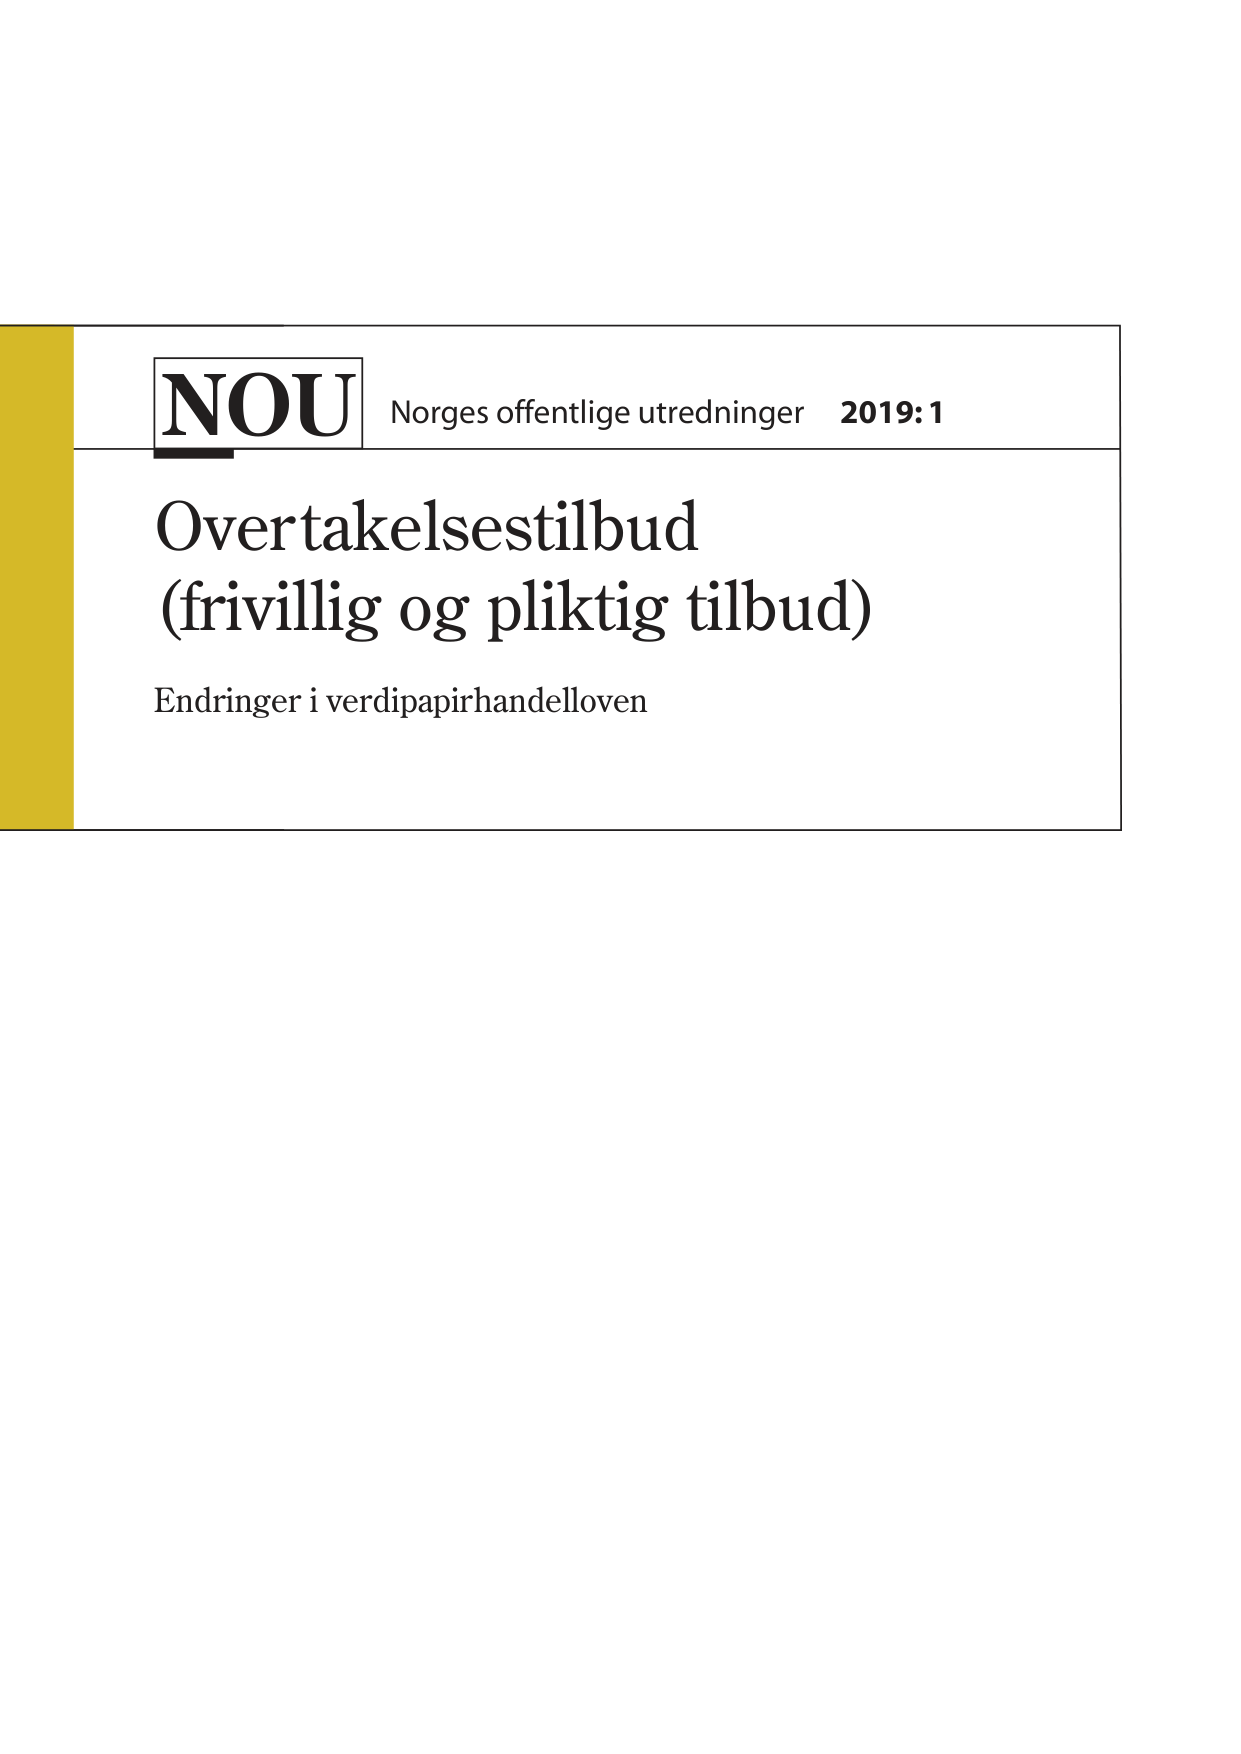 NOU Norges offentlige utredninger 2019: 1
Overtakelsestilbud
(frivillig og pliktig tilbud)
Endringer i verdipapirhandelloven